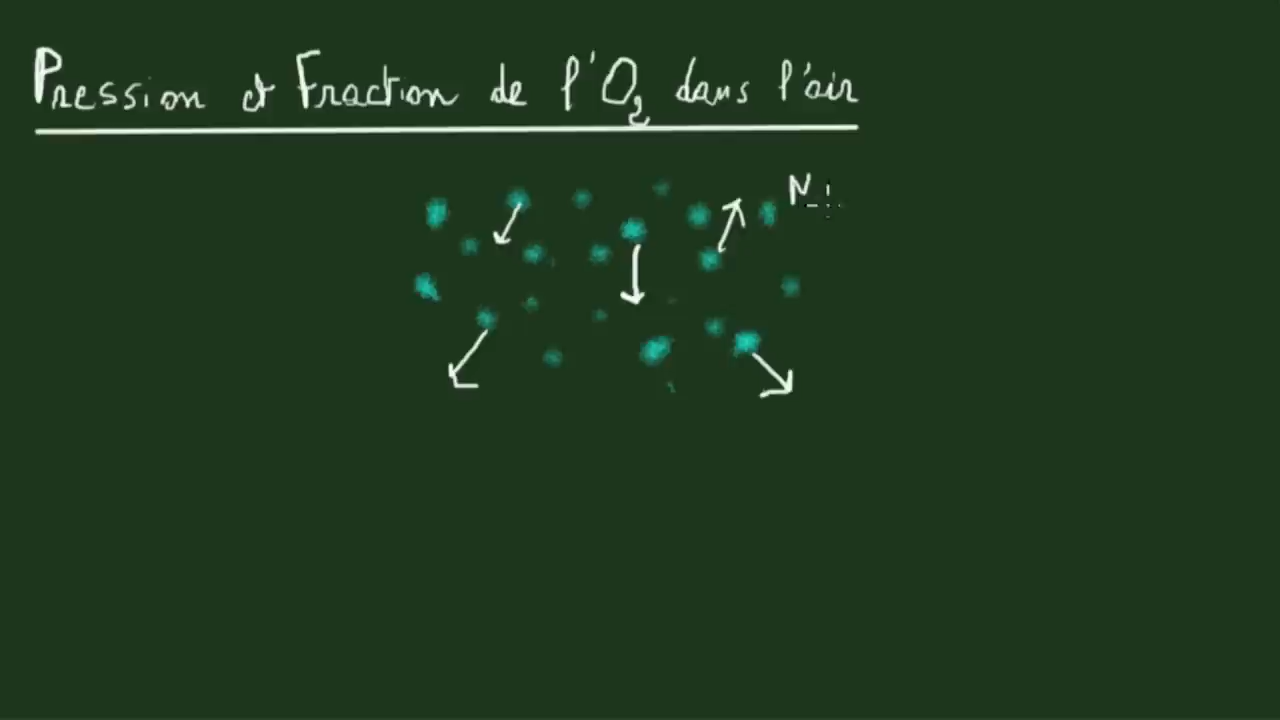 Pression et Fraction de l'O₂ dans l'air
N